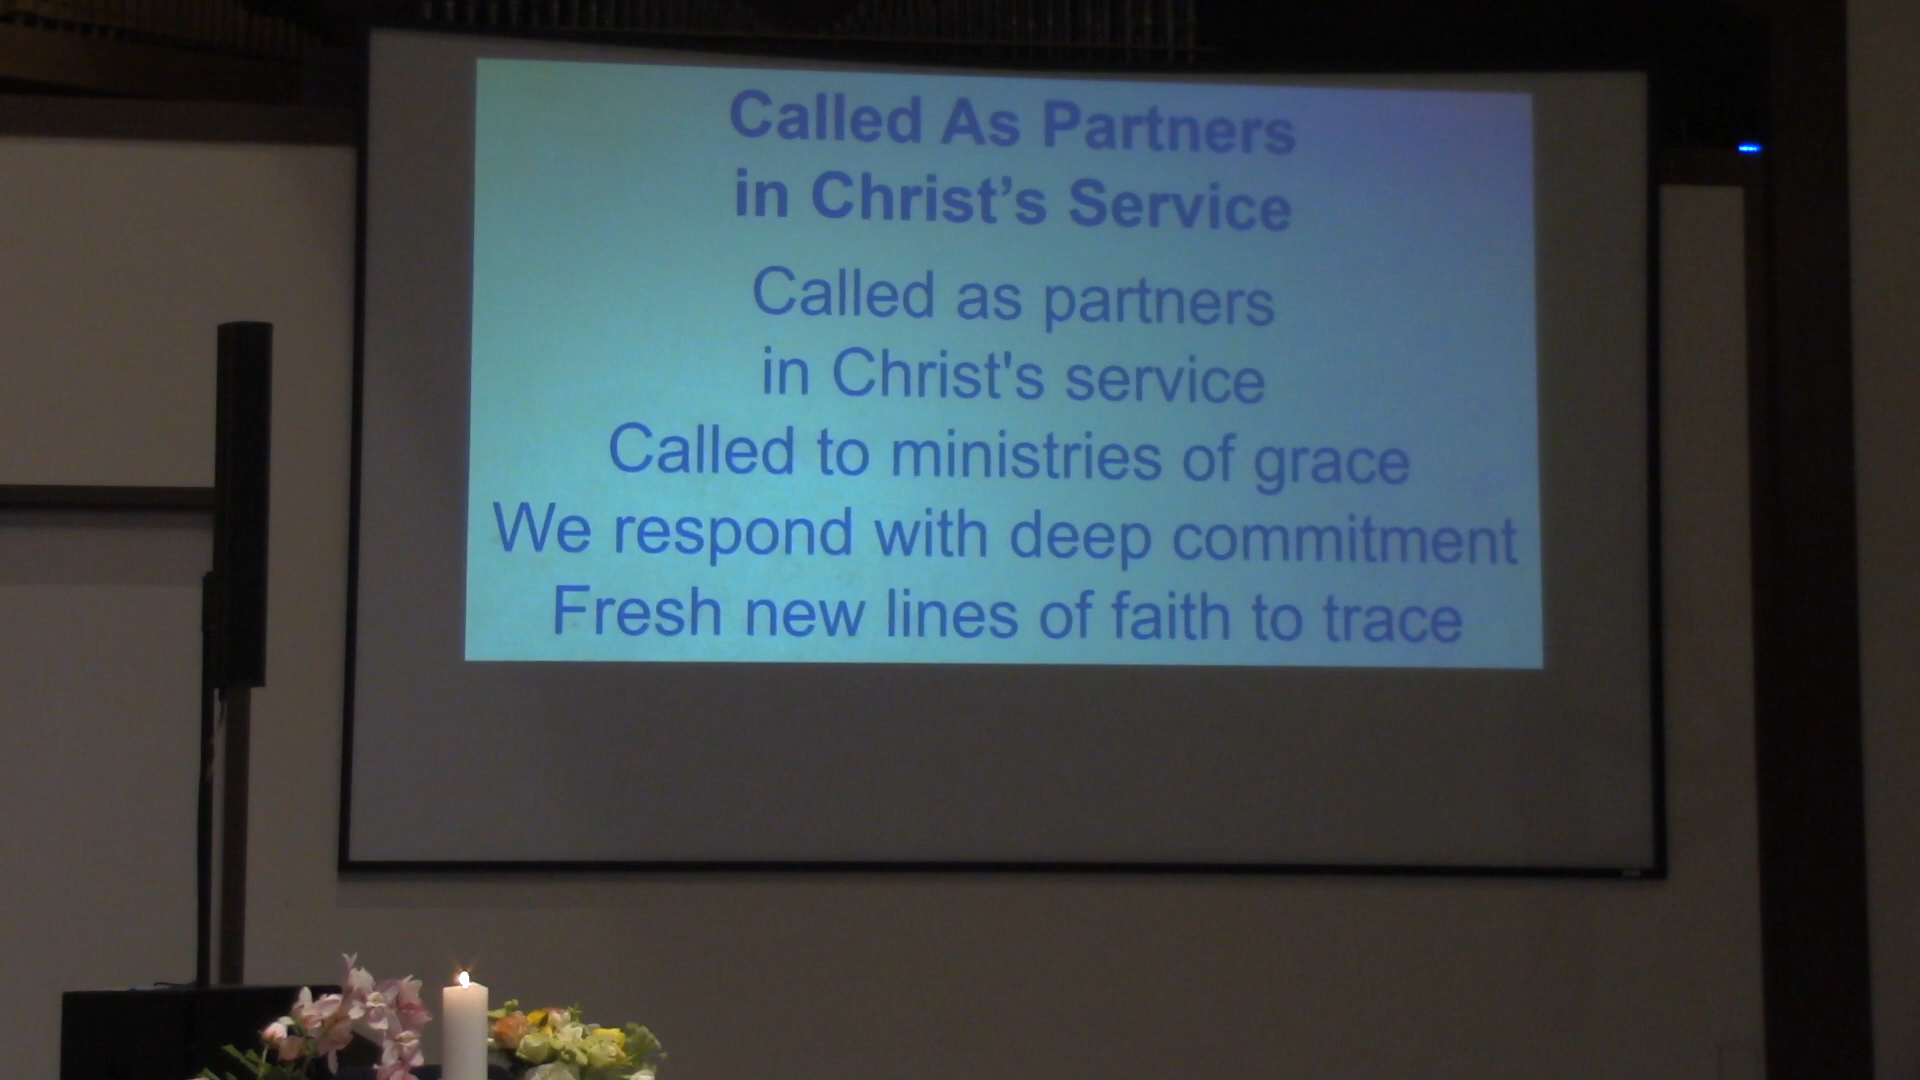 Called As Partners
in Christ’s Service
Called as partners
in Christ's service
Called to ministries of grace
We respond with deep commitment
Fresh new lines of faith to trace